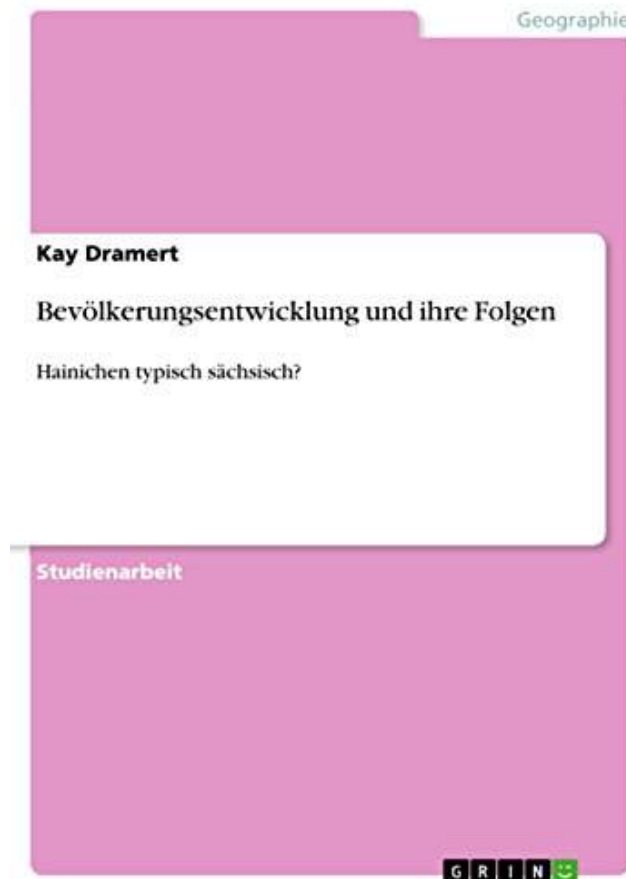 Geographie
Kay Dramert
Bevölkerungsentwicklung und ihre Folgen
Hainichen typisch sächsisch?
Studienarbeit
GRIN